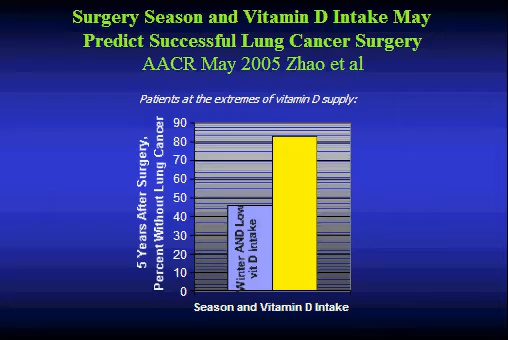 Surgery Season and Vitamin D Intake May
Predict Successful Lung Cancer Surgery
AACR May 2005 Zhao et al
Patients at the extremes of vitamin D supply:
5 Years After Surgery,
Percent Without Lung Cancer
90
80
70
60
50
40
30
20
10
0
Winter AND Low
vit D intake
Season and Vitamin D Intake